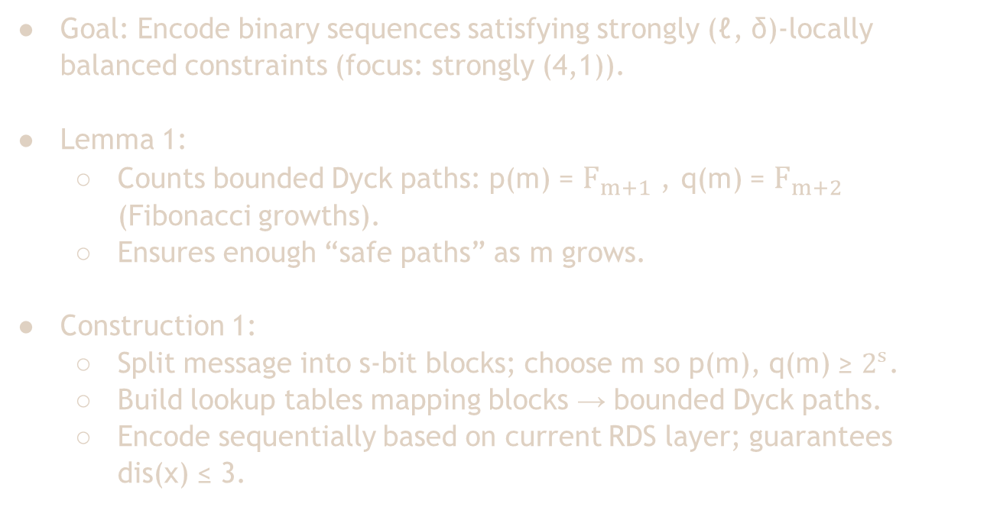 ● Goal: Encode binary sequences satisfying strongly (ℓ, δ)-locally
balanced constraints (focus: strongly (4,1)).
● Lemma 1:
○ Counts bounded Dyck paths: p(m) = F_{m+1} , q(m) = F_{m+2}
(Fibonacci growths).
○ Ensures enough “safe paths” as m grows.
● Construction 1:
○ Split message into s-bit blocks; choose m so p(m), q(m) ≥ 2^s.
○ Build lookup tables mapping blocks → bounded Dyck paths.
○ Encode sequentially based on current RDS layer; guarantees
dis(x) ≤ 3.